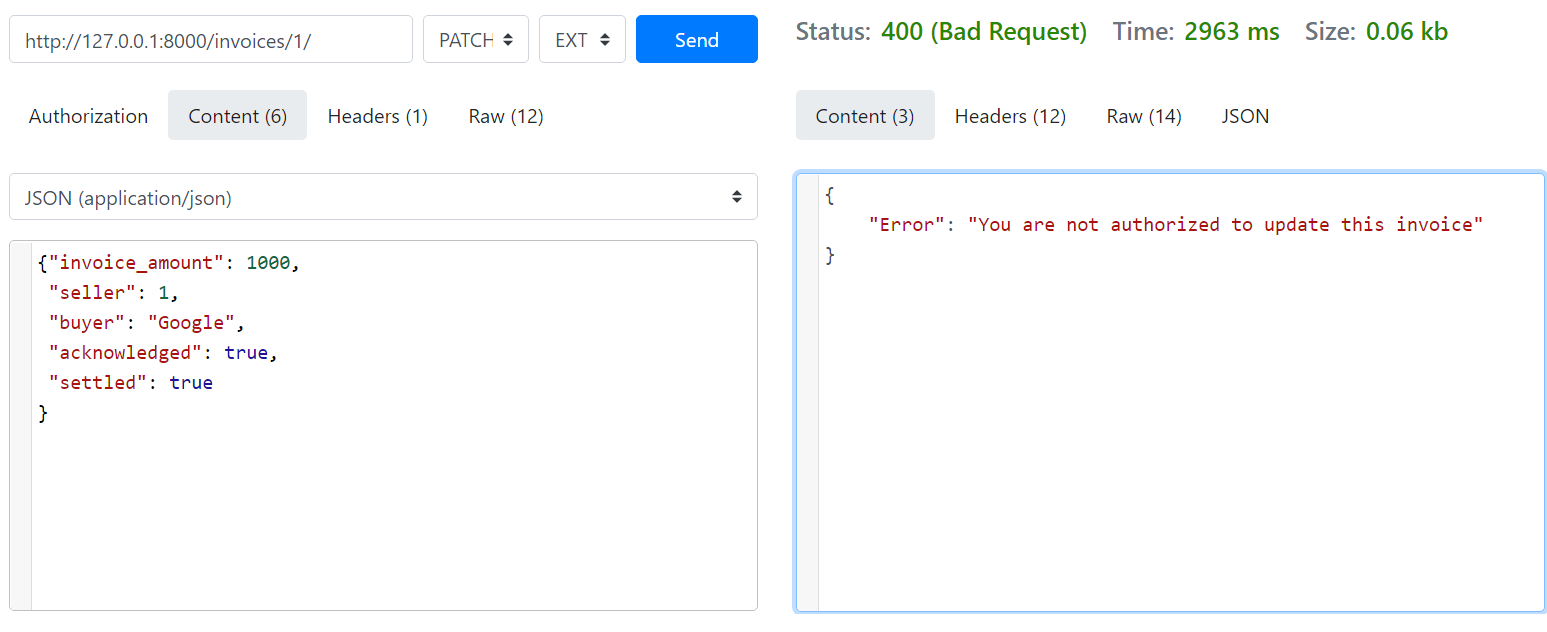 http://127.0.0.1:8000/invoices/1/ PATCH EXT Send
Authorization Content (6) Headers (1) Raw (12)
JSON (application/json)
{"invoice_amount": 1000,
"seller": 1,
"buyer": "Google",
"acknowledged": true,
"settled": true
}
Status: 400 (Bad Request) Time: 2963 ms Size: 0.06 kb
Content (3) Headers (12) Raw (14) JSON
{
"Error": "You are not authorized to update this invoice"
}